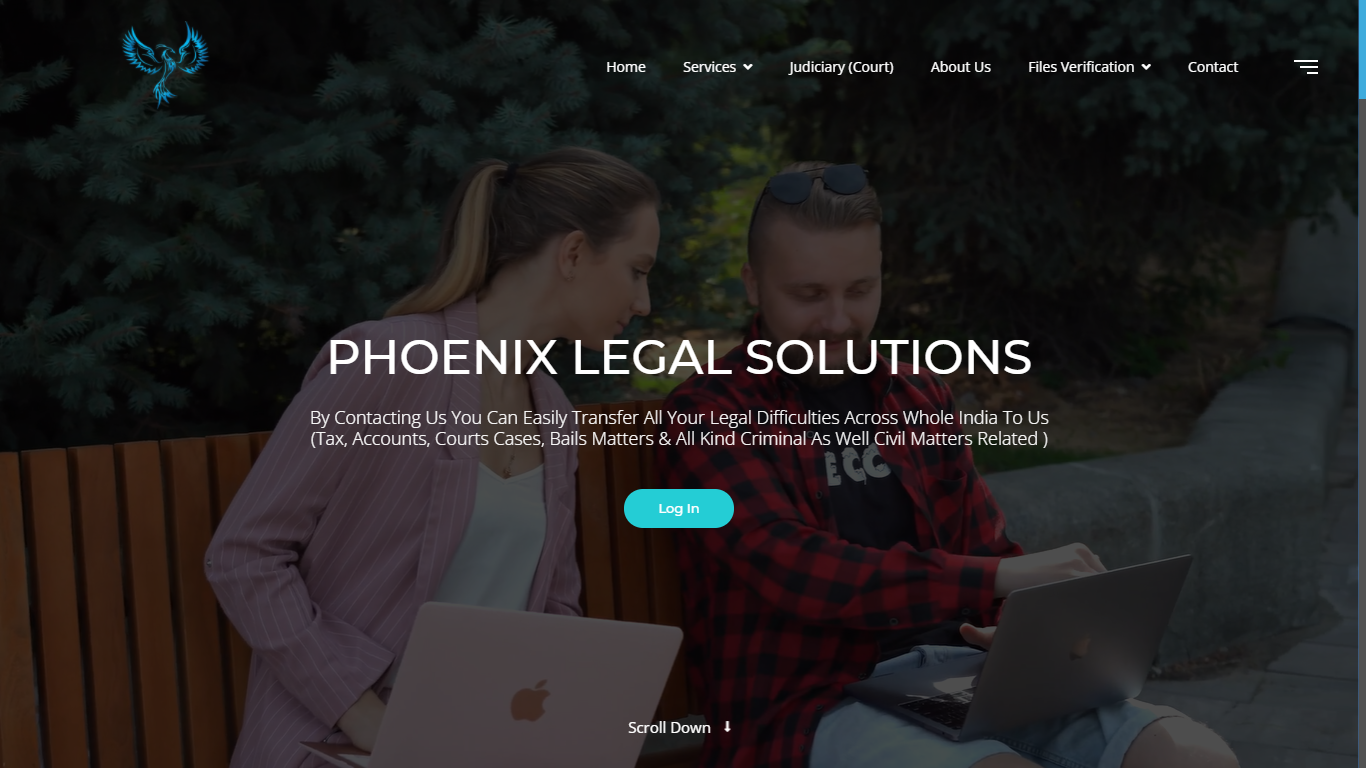 Home
Services
Judiciary (Court)
About Us
Files Verification
Contact
PHOENIX LEGAL SOLUTIONS
By Contacting Us You Can Easily Transfer All Your Legal Difficulties Across Whole India To Us
(Tax, Accounts, Courts Cases, Bails Matters & All Kind Criminal As Well Civil Matters Related )
Log In
Scroll Down